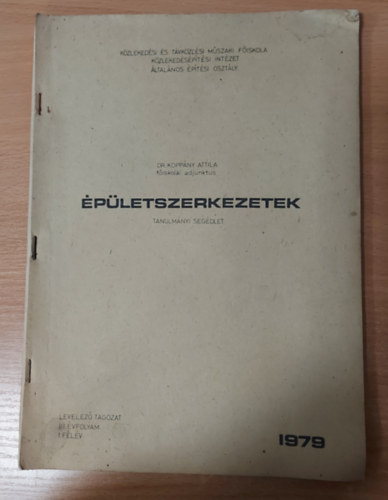 KÖZLEKEDÉSI ÉS TÁVKÖZLÉSI MŰSZAKI FŐISKOLA
KÖZLEKEDÉSÉPÍTÉSI INTÉZET
ÁLTALÁNOS ÉPÍTÉSI OSZTÁLY
DR KOPPÁNY ATTILA
főiskolai adjunktus
ÉPÜLETSZERKEZETEK
TANULMÁNYI SEGÉDLET
LEVELEZŐ TAGOZAT
ÉVFOLYAM
FÉLÉV
1979